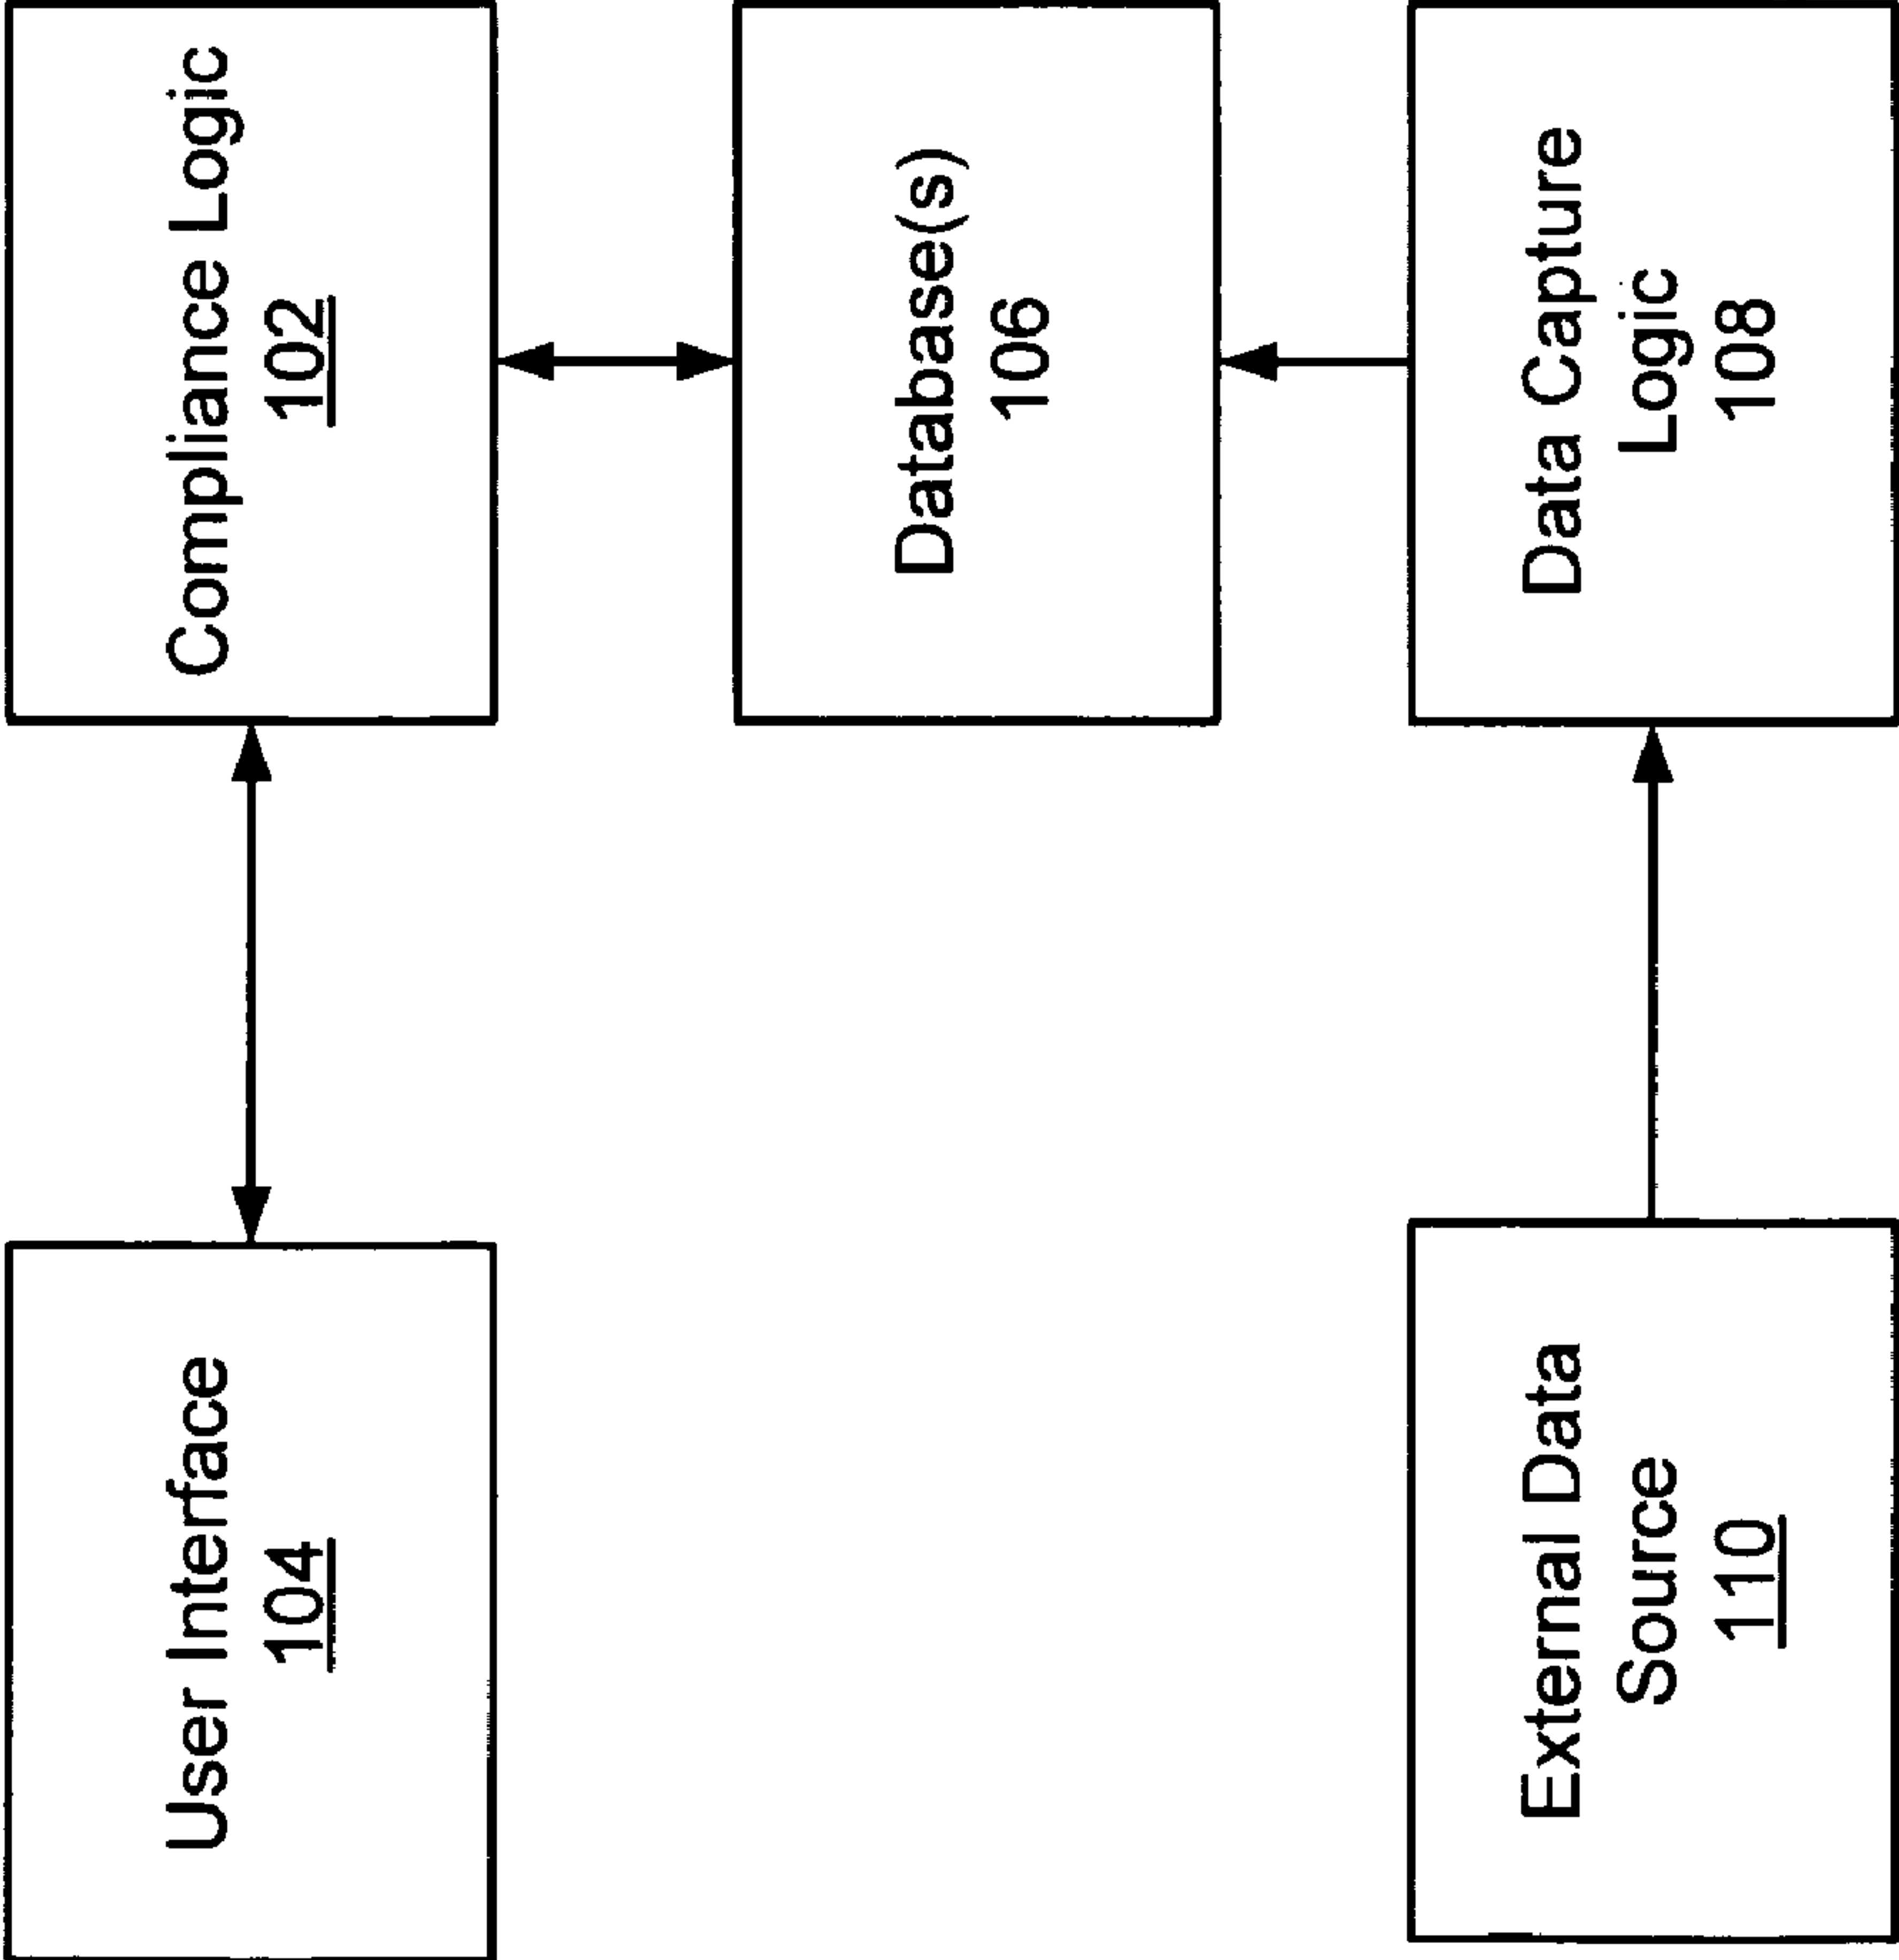 User Interface
104
Compliance Logic
102
Database(s)
106
External Data
Source
110
Data Capture
Logic
108